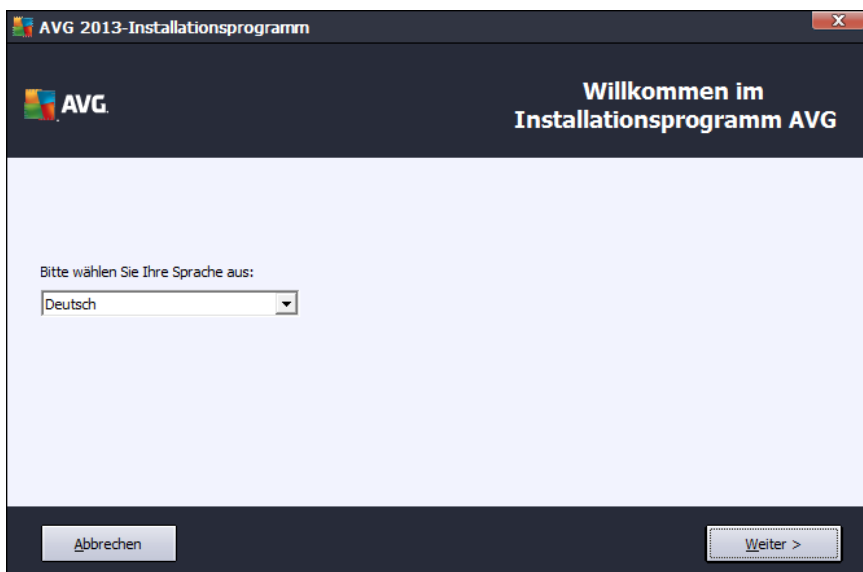 AVG 2013-Installationsprogramm
X
AVG.
Willkommen im
Installationsprogramm AVG
Bitte wählen Sie Ihre Sprache aus:
Deutsch
Abbrechen
Weiter >